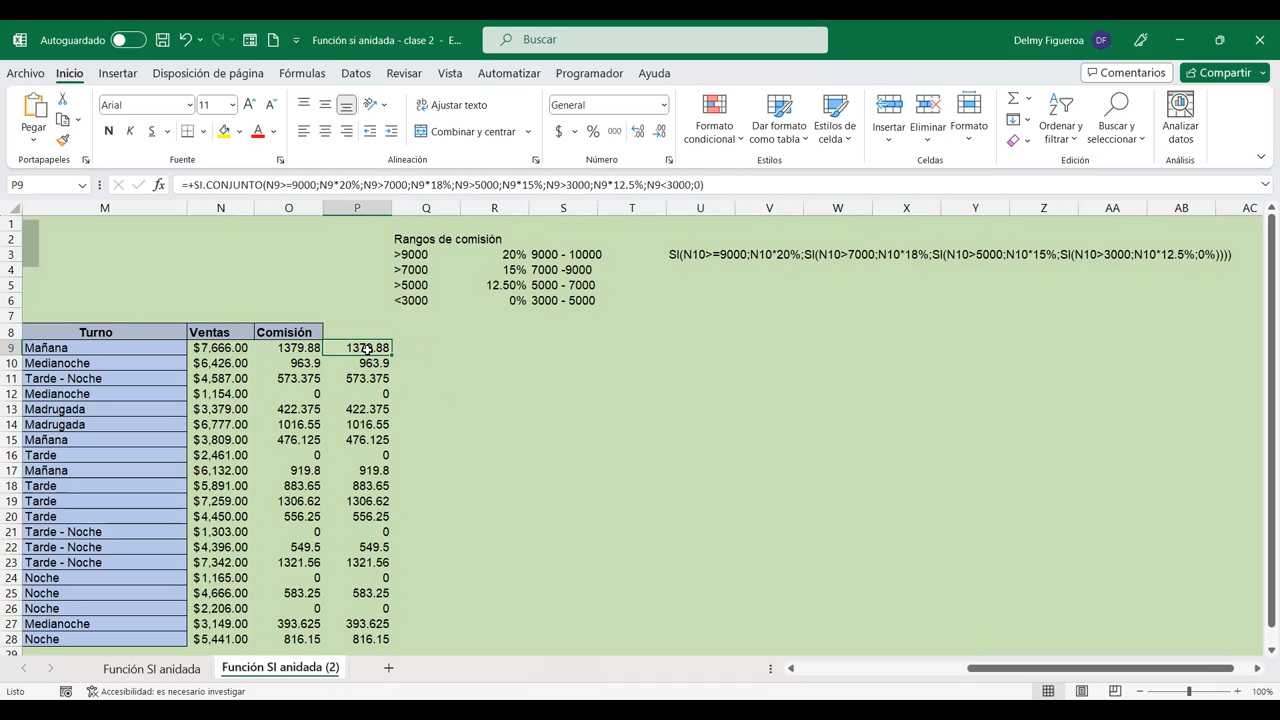 Autoguardado
Función si anidada - clase 2 - E...
Buscar
Delmy Figueroa DF
Archivo Inicio Insertar Disposición de página Fórmulas Datos Revisar Vista Automatizar Programador Ayuda
Comentarios Compartir
Pegar
Arial 11
N K S
Ajustar texto
Combinar y centrar
General
$ % 000
Formato condicional
Dar formato como tabla
Estilos de celda
Insertar Eliminar Formato
Ordenar y filtrar
Buscar y seleccionar
Analizar datos
Portapapeles Fuente Alineación Número Estilos Celdas Edición Análisis
P9 fx =+SI.CONJUNTO(N9>=9000;N9*20%;N9>7000;N9*18%;N9>5000;N9*15%;N9>3000;N9*12.5%;N9<3000;0)
M N O P Q R S T U V W X Y Z AA AB AC
1
2 Rangos de comisión
3 >9000 20% 9000 - 10000 SI(N10>=9000;N10*20%;SI(N10>7000;N10*18%;SI(N10>5000;N10*15%;SI(N10>3000;N10*12.5%;0%))))
4 >7000 15% 7000 -9000
5 >5000 12.50% 5000 - 7000
6 <3000 0% 3000 - 5000
7
8 Turno Ventas Comisión
9 Mañana $7,666.00 1379.88 1379.88
10 Medianoche $6,426.00 963.9 963.9
11 Tarde - Noche $4,587.00 573.375 573.375
12 Medianoche $1,154.00 0 0
13 Madrugada $3,379.00 422.375 422.375
14 Madrugada $6,777.00 1016.55 1016.55
15 Mañana $3,809.00 476.125 476.125
16 Tarde $2,461.00 0 0
17 Mañana $6,132.00 919.8 919.8
18 Tarde $5,891.00 883.65 883.65
19 Tarde $7,259.00 1306.62 1306.62
20 Tarde $4,450.00 556.25 556.25
21 Tarde - Noche $1,303.00 0 0
22 Tarde - Noche $4,396.00 549.5 549.5
23 Tarde - Noche $7,342.00 1321.56 1321.56
24 Noche $1,165.00 0 0
25 Noche $4,666.00 583.25 583.25
26 Noche $2,206.00 0 0
27 Medianoche $3,149.00 393.625 393.625
28 Noche $5,441.00 816.15 816.15
29
Función SI anidada Función SI anidada (2)
Listo Accesibilidad: es necesario investigar 100%